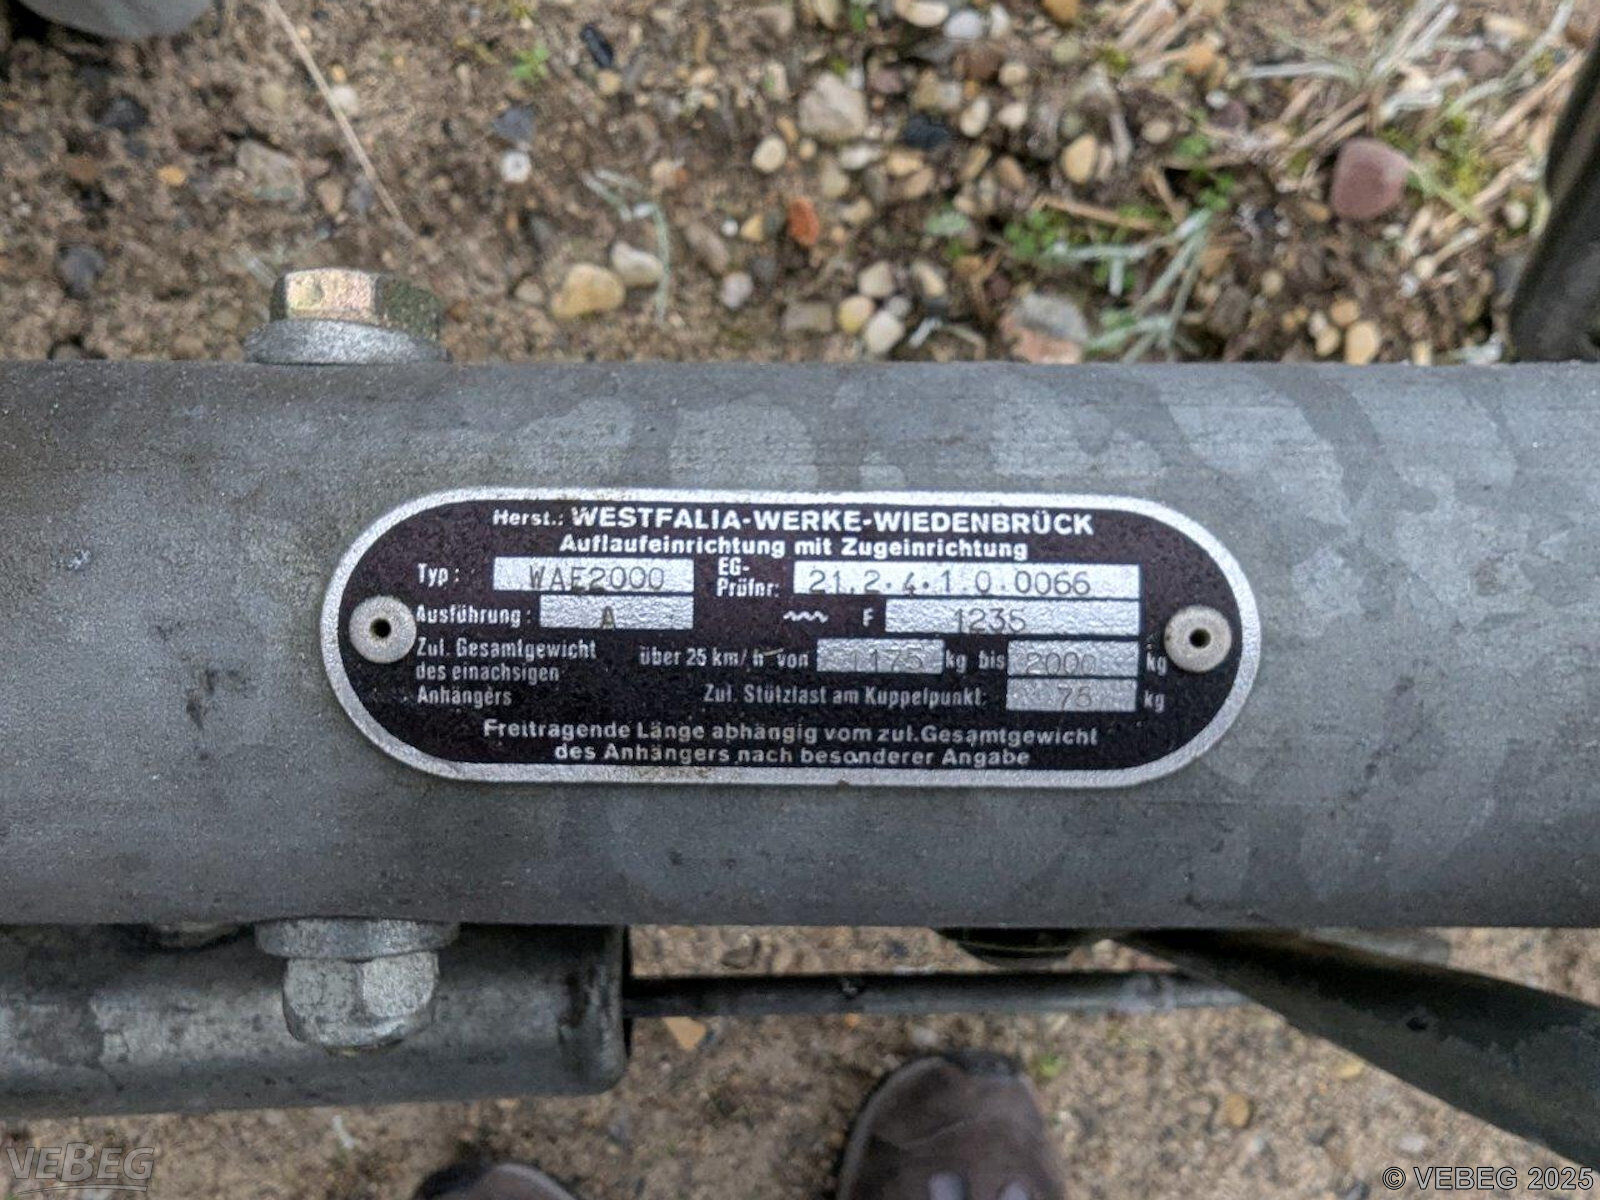 Herst.: WESTFALIA-WERKE-WIEDENBRÜCK
Auflaufeinrichtung mit Zugeinrichtung
Typ: WAE2000 EG-Prüfnr: 21.2.4.1.0.0066
Ausführung: A F 1235
Zul. Gesamtgewicht des einachsigen Anhängers über 25 km/h von 1175 kg bis 2000 kg
Zul. Stützlast am Kuppelpunkt: 75 kg
Freitragende Länge abhängig vom zul.Gesamtgewicht
des Anhängers nach besonderer Angabe
VEBEG
© VEBEG 2025